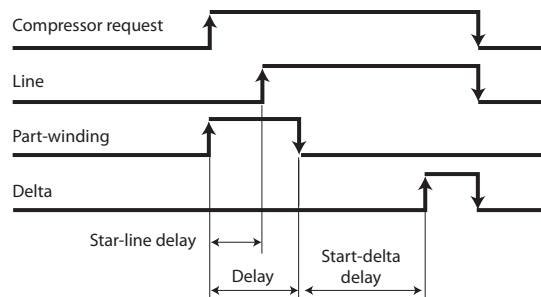 Compressor request
Line
Part-winding
Delta
Star-line delay
Delay
Start-delta
delay